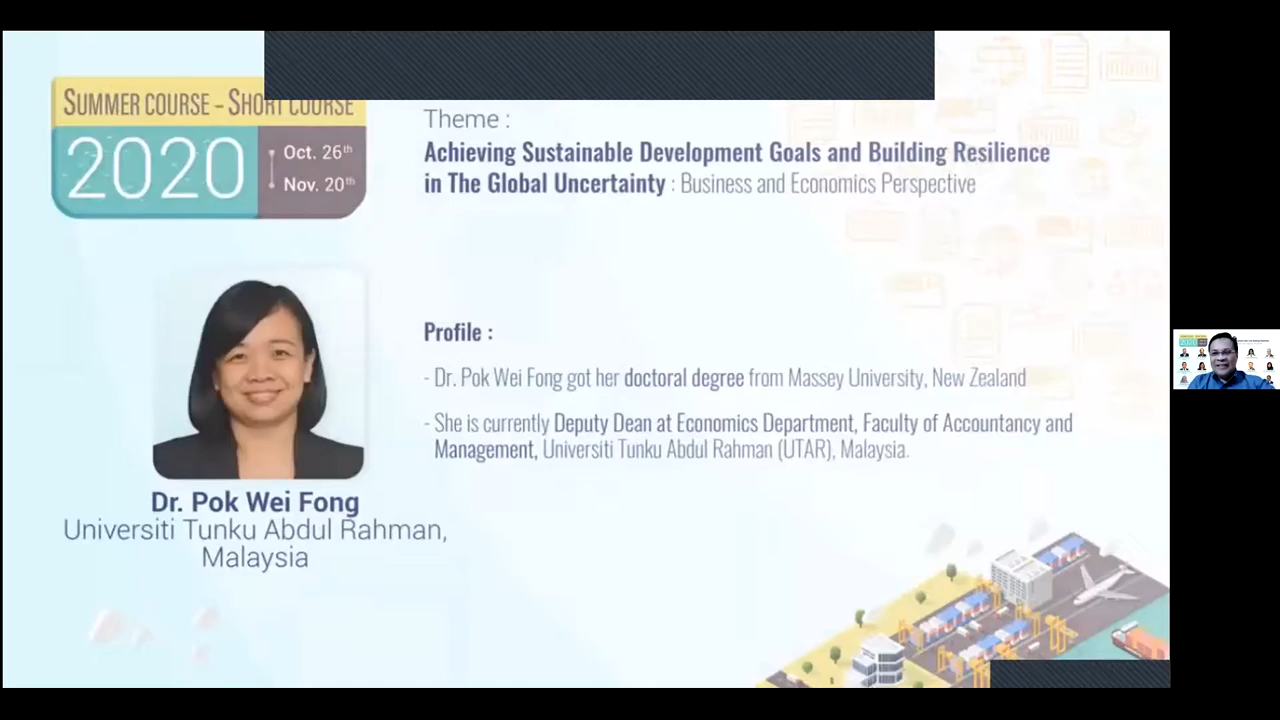 SUMMER COURSE – SHORT COURSE
2020
Oct. 26th
Nov. 20th
Theme :
Achieving Sustainable Development Goals and Building Resilience
in The Global Uncertainty : Business and Economics Perspective
Profile :
- Dr. Pok Wei Fong got her doctoral degree from Massey University, New Zealand
- She is currently Deputy Dean at Economics Department, Faculty of Accountancy and
Management, Universiti Tunku Abdul Rahman (UTAR), Malaysia.
Dr. Pok Wei Fong
Universiti Tunku Abdul Rahman,
Malaysia
2020